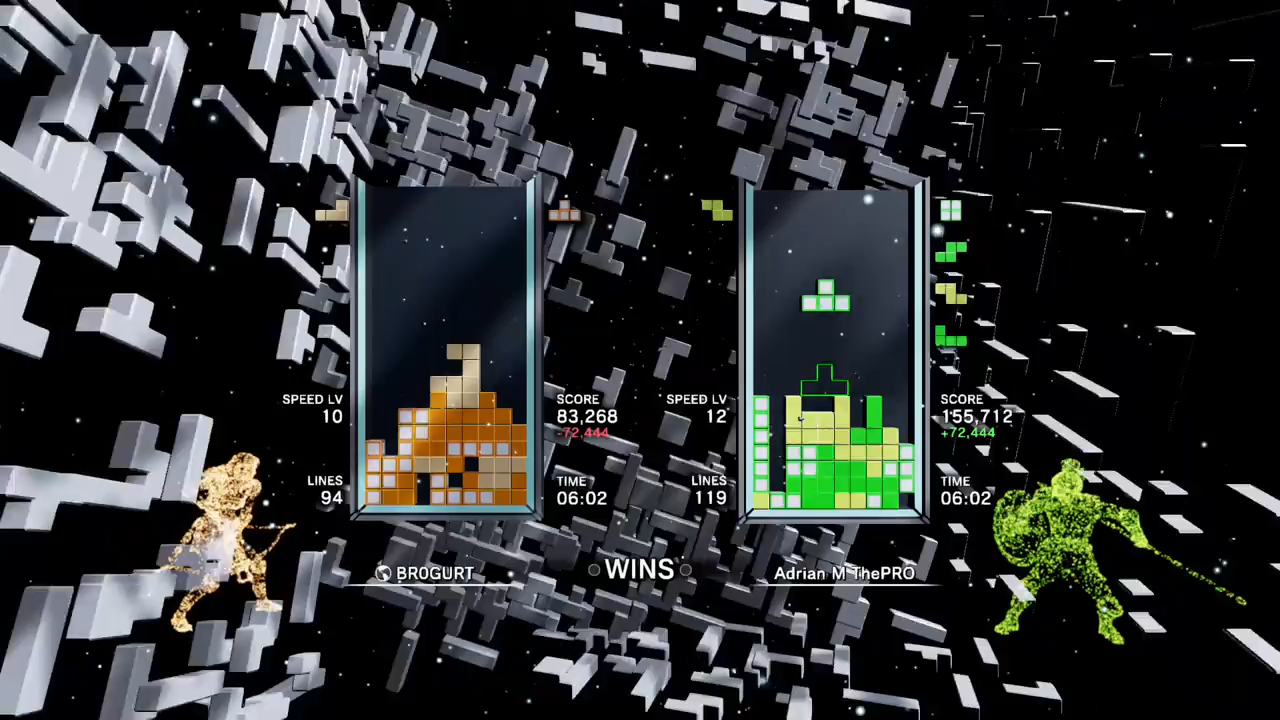 SPEED LV
10
SCORE
83,268
-72,444
LINES
94
TIME
06:02
SPEED LV
12
SCORE
155,712
+72,444
LINES
119
TIME
06:02
BR0GURT
WINS
Adrian M ThePRO